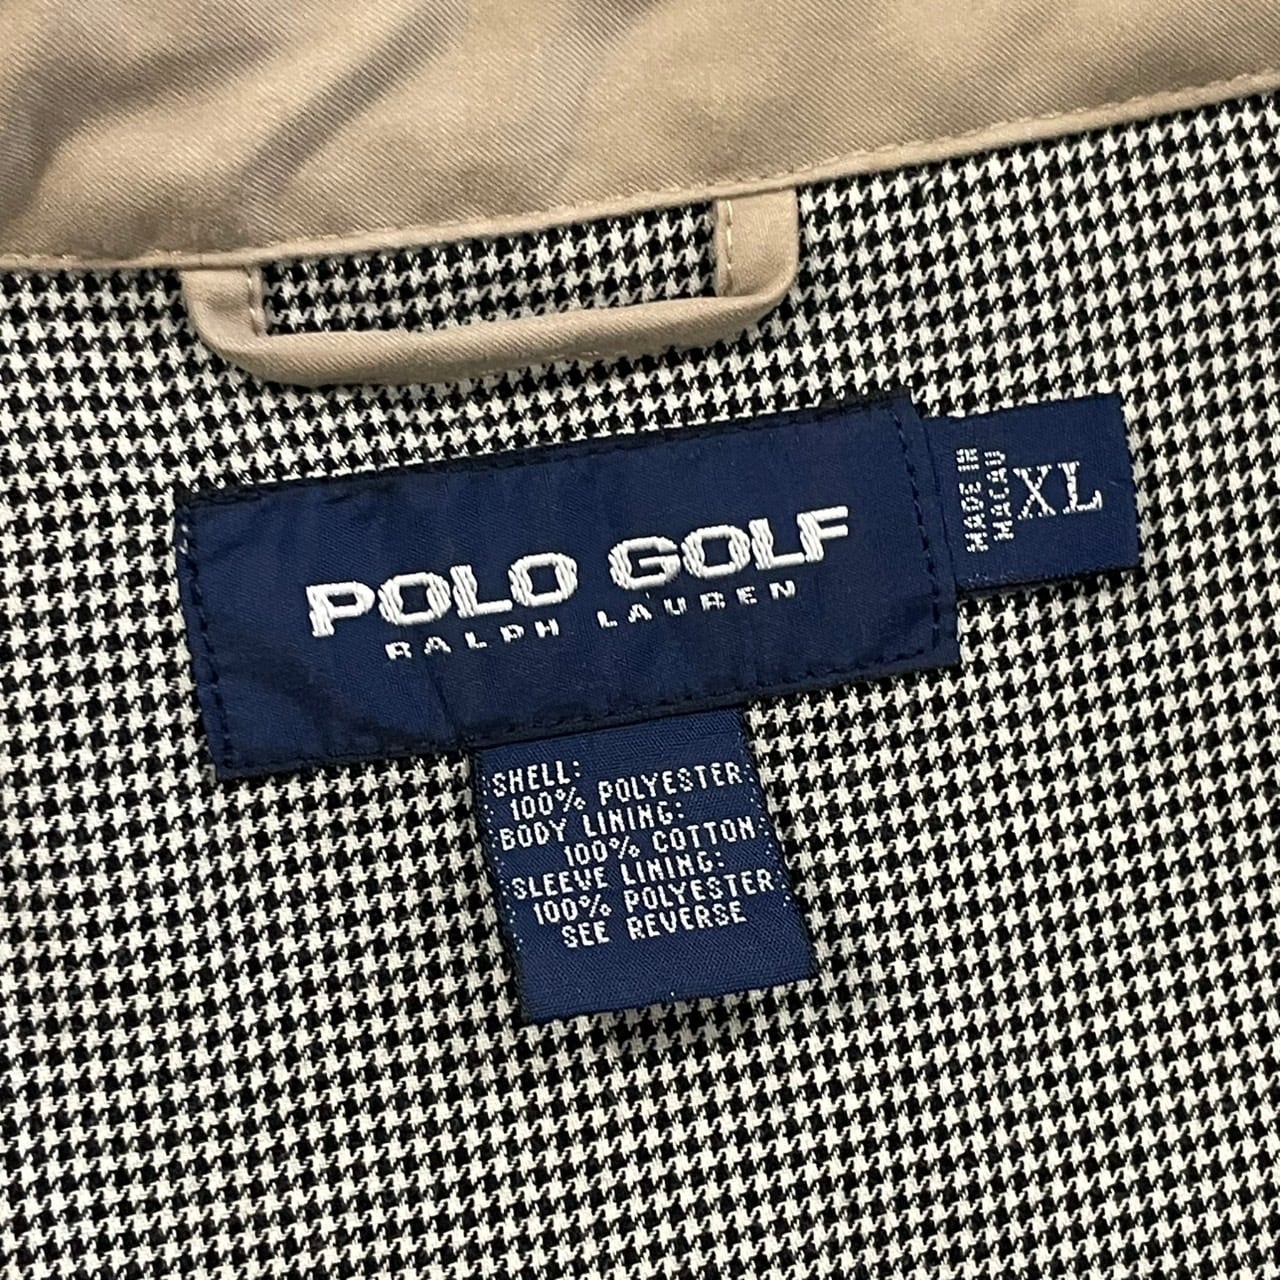 POLO GOLF
RALPH LAUREN
MADE IN
MACAU
XL
SHELL:
100% POLYESTER
BODY LINING:
100% COTTON
SLEEVE LINING:
100% POLYESTER
SEE REVERSE